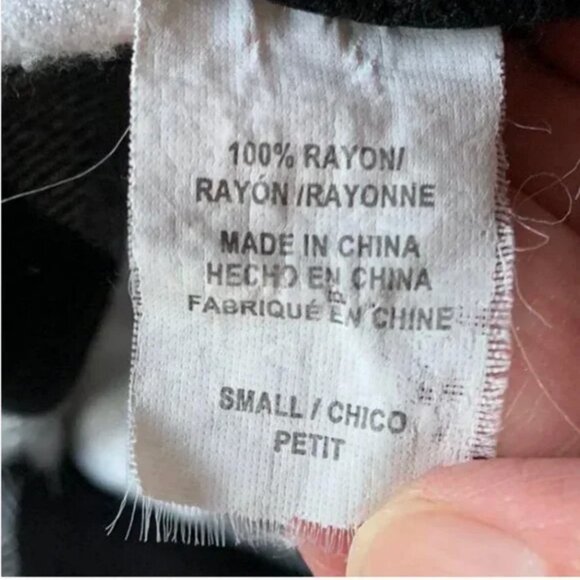 100% RAYON/
RAYÓN /RAYONNE
MADE IN CHINA
HECHO EN CHINA
FABRIQUÉ EN CHINE
SMALL / CHICO
PETIT